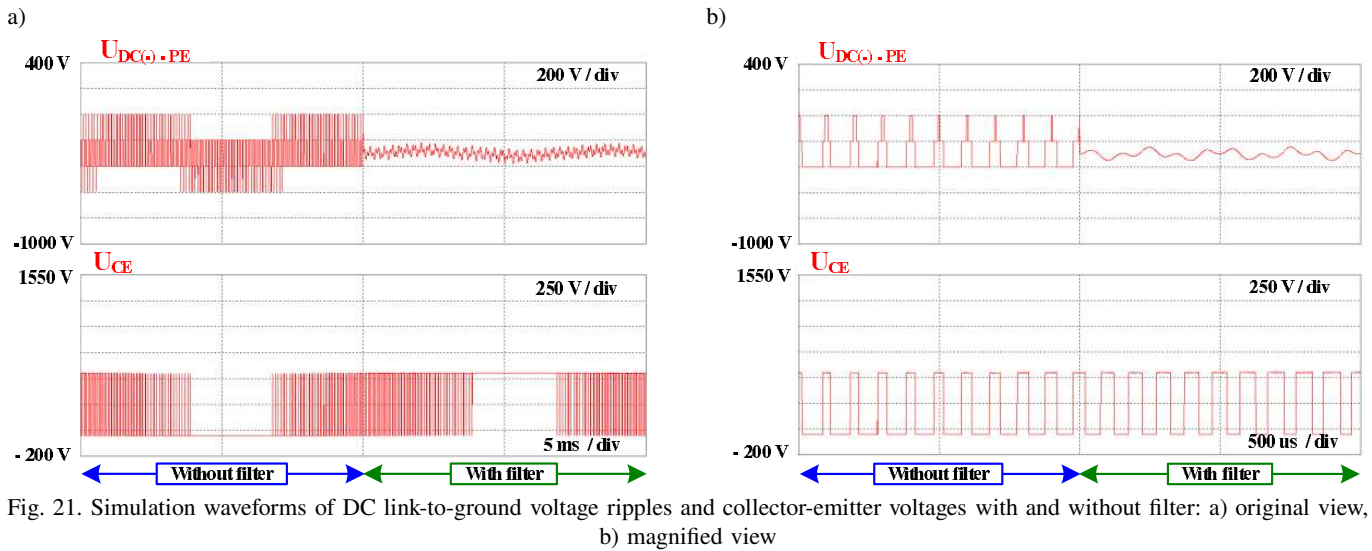 a)
U_DC(-) - PE
400 V
200 V / div
-1000 V
U_CE
1550 V
250 V / div
- 200 V
5 ms / div
Without filter
With filter
b)
U_DC(-) - PE
400 V
200 V / div
-1000 V
U_CE
1550 V
250 V / div
- 200 V
500 us / div
Without filter
With filter
Fig. 21. Simulation waveforms of DC link-to-ground voltage ripples and collector-emitter voltages with and without filter: a) original view,
b) magnified view